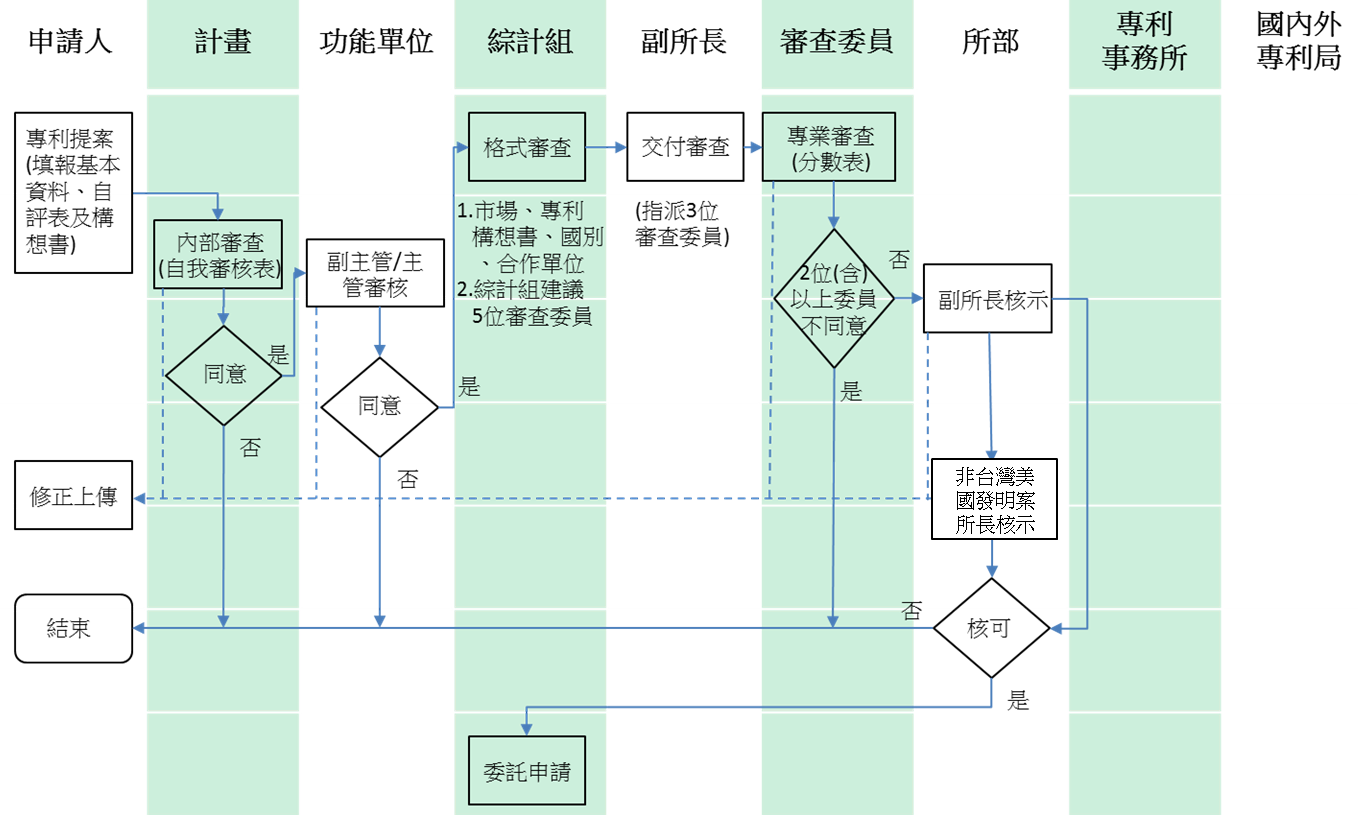 申請人
計畫
功能單位
綜計組
副所長
審查委員
所部
專利
事務所
國內外
專利局
專利提案
(填報基本
資料、自
評表及構
想書)
內部審查
(自我審核表)
同意
是
否
副主管/主
管審核
同意
是
否
格式審查
1.市場、專利
構想書、國別
、合作單位
2.綜計組建議
5位審查委員
交付審查
(指派3位
審查委員)
專業審查
(分數表)
2位(含)
以上委員
不同意
否
是
副所長核示
非台灣美
國發明案
所長核示
修正上傳
結束
核可
否
是
委託申請